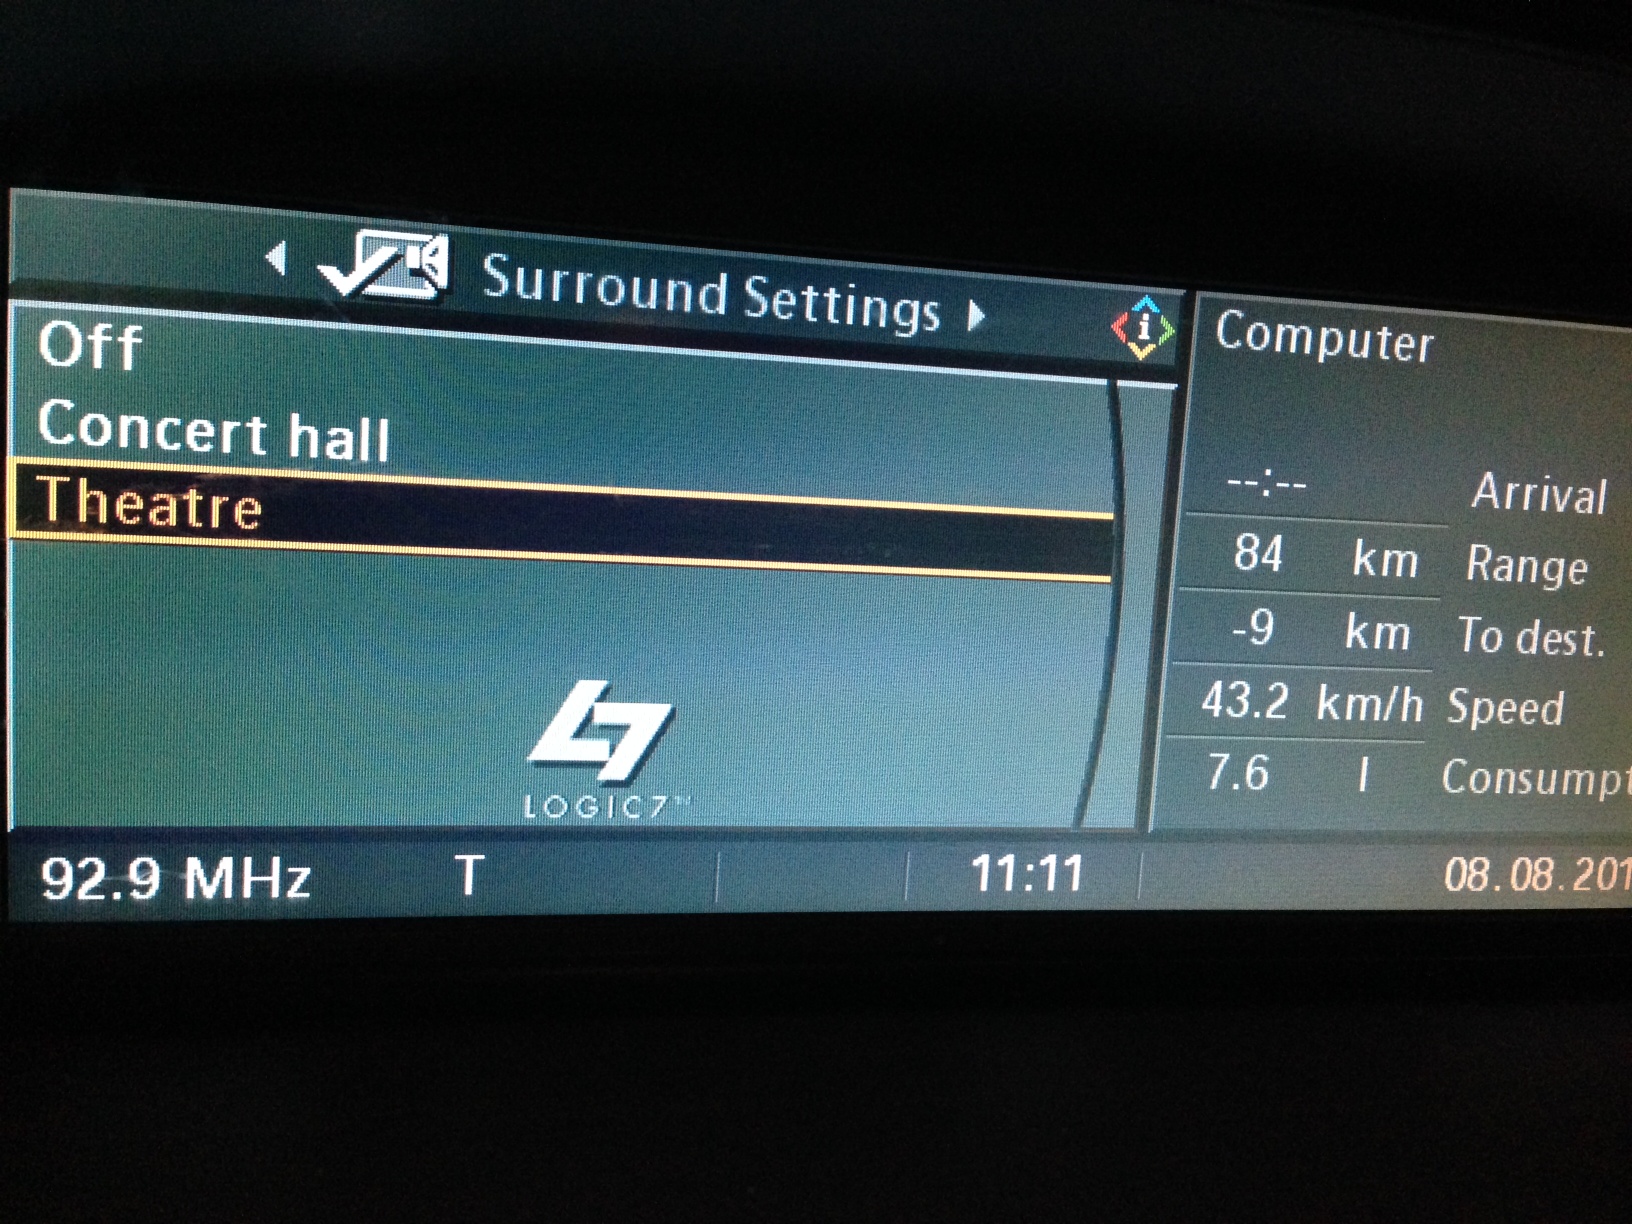 Surround Settings
Off
Concert hall
Theatre
LOGIC7™
i
Computer
--:-- Arrival
84 km Range
-9 km To dest.
43.2 km/h Speed
7.6 l Consumpt
92.9 MHz T 11:11 08.08.201